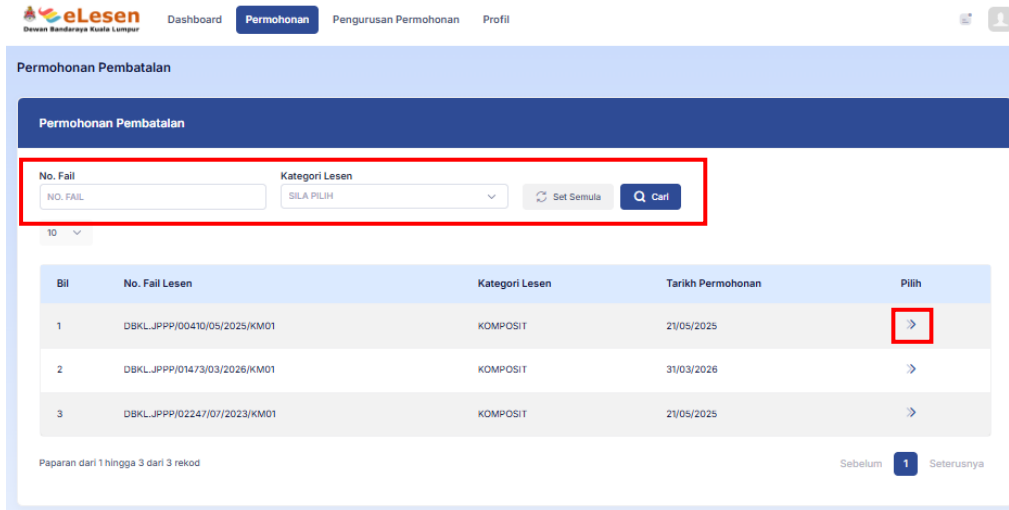 eLesen
Dewan Bandaraya Kuala Lumpur
Dashboard Permohonan Pengurusan Permohonan Profil
Permohonan Pembatalan
Permohonan Pembatalan
No. Fail Kategori Lesen
NO. FAIL SILA PILIH Set Semula Cari
10
Bil No. Fail Lesen Kategori Lesen Tarikh Permohonan Pilih
1 DBKL.JPPP/00410/05/2025/KM01 KOMPOSIT 21/05/2025
2 DBKL.JPPP/01473/03/2026/KM01 KOMPOSIT 31/03/2026
3 DBKL.JPPP/02247/07/2023/KM01 KOMPOSIT 21/05/2025
Paparan dari 1 hingga 3 dari 3 rekod Sebelum 1 Seterusnya